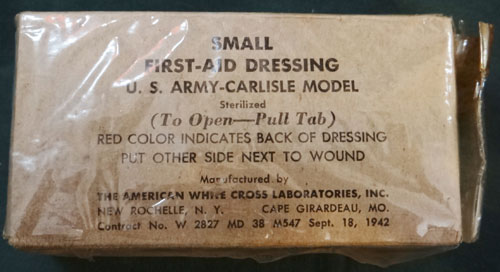 SMALL
FIRST-AID DRESSING
U. S. ARMY-CARLISLE MODEL
Sterilized
(To Open—Pull Tab)
RED COLOR INDICATES BACK OF DRESSING
PUT OTHER SIDE NEXT TO WOUND
Manufactured by
THE AMERICAN WHITE CROSS LABORATORIES, INC.
NEW ROCHELLE, N. Y. CAPE GIRARDEAU, MO.
Contract No. W 2827 MD 38 M547 Sept. 18, 1942